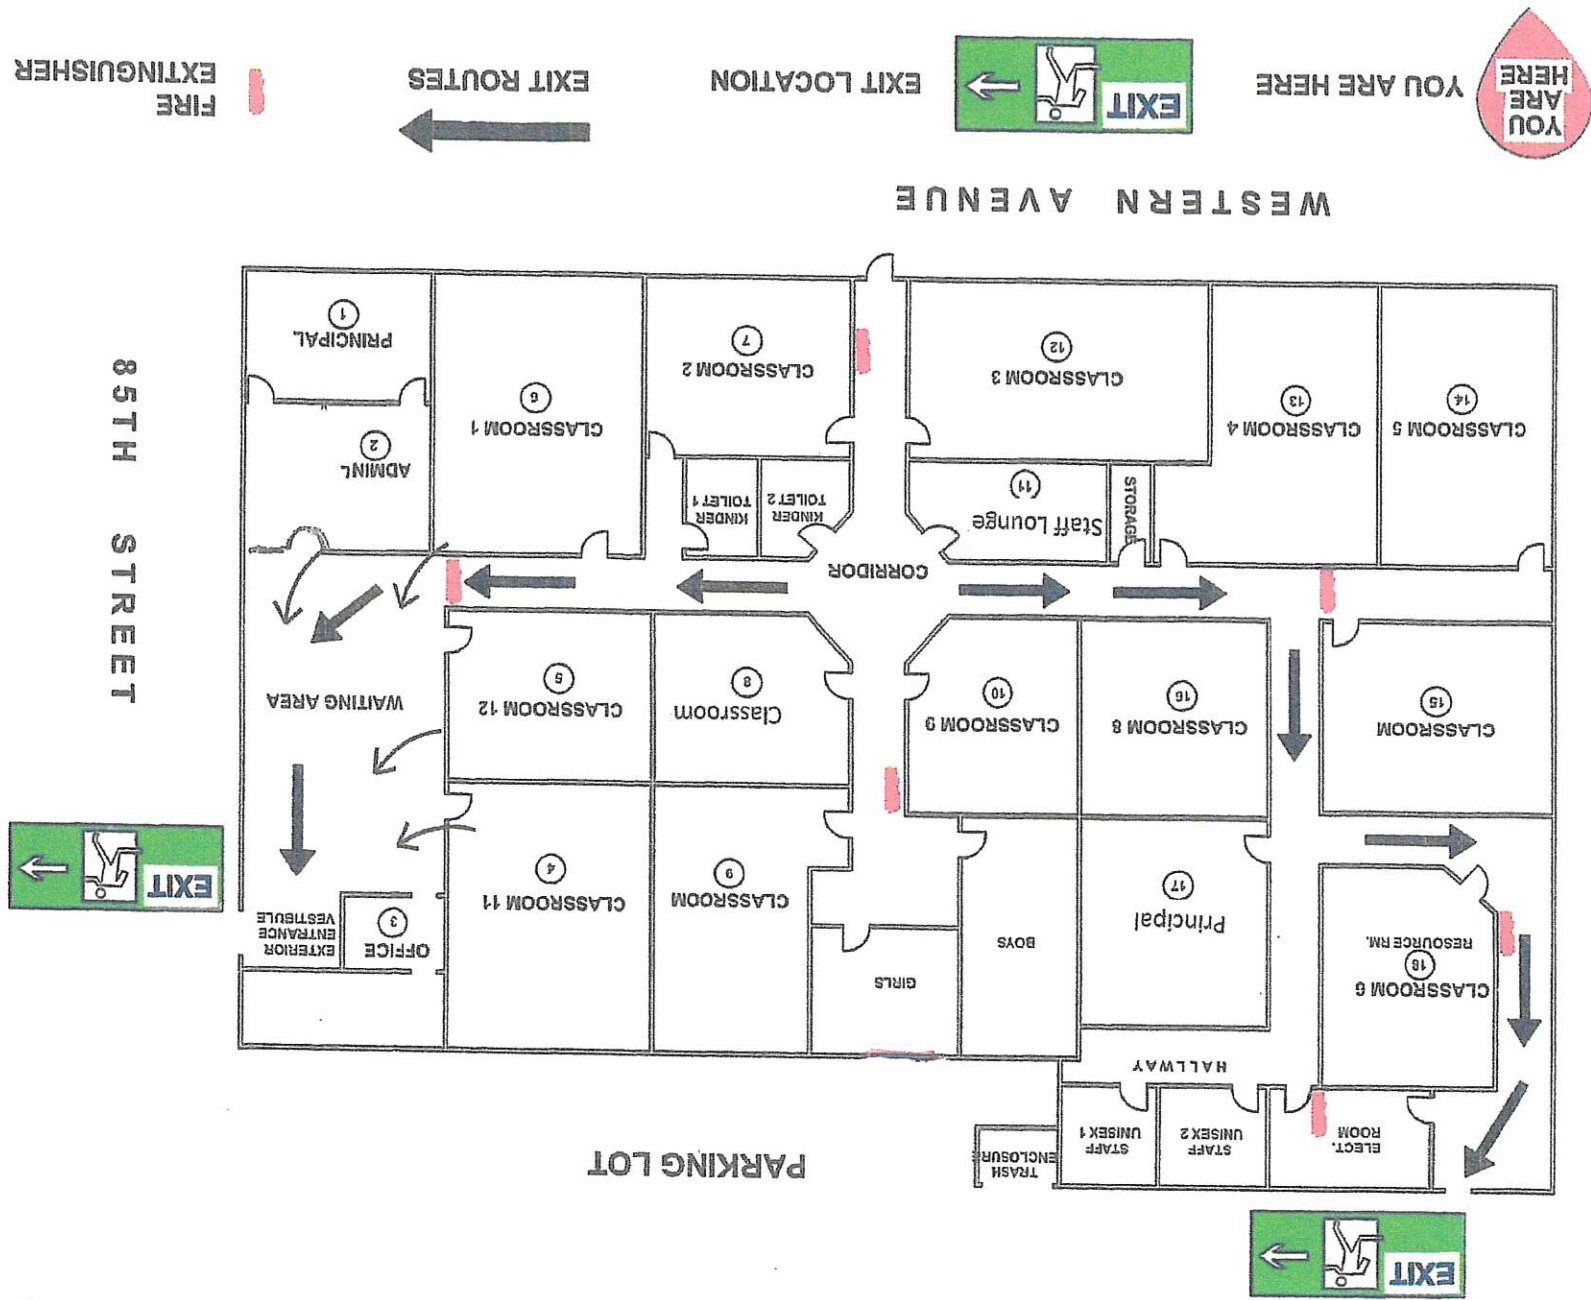 EXIT
PARKING LOT
TRASH
ENCLOSURE
STAFF
UNISEX 1
STAFF
UNISEX 2
ELECT.
ROOM
HALLWAY
CLASSROOM 6
18
RESOURCE RM.
Principal
17
BOYS
GIRLS
CLASSROOM
9
CLASSROOM 11
4
OFFICE
3
EXTERIOR
ENTRANCE
VESTIBULE
EXIT
CLASSROOM
15
CLASSROOM 8
16
CLASSROOM 9
10
Classroom
8
CLASSROOM 12
5
WAITING AREA
85TH STREET
CORRIDOR
STORAGE
Staff Lounge
11
KINDER
TOILET 2
KINDER
TOILET 1
CLASSROOM 5
14
CLASSROOM 4
13
CLASSROOM 3
12
CLASSROOM 2
7
CLASSROOM 1
6
ADMIN'L
2
PRINCIPAL
1
WESTERN AVENUE
YOU
ARE
HERE
YOU ARE HERE
EXIT
EXIT LOCATION
EXIT ROUTES
FIRE
EXTINGUISHER